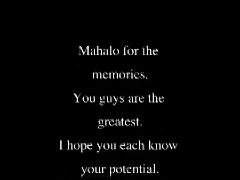 Mahalo for the
memories.
You guys are the
greatest.
I hope you each know
your potential.